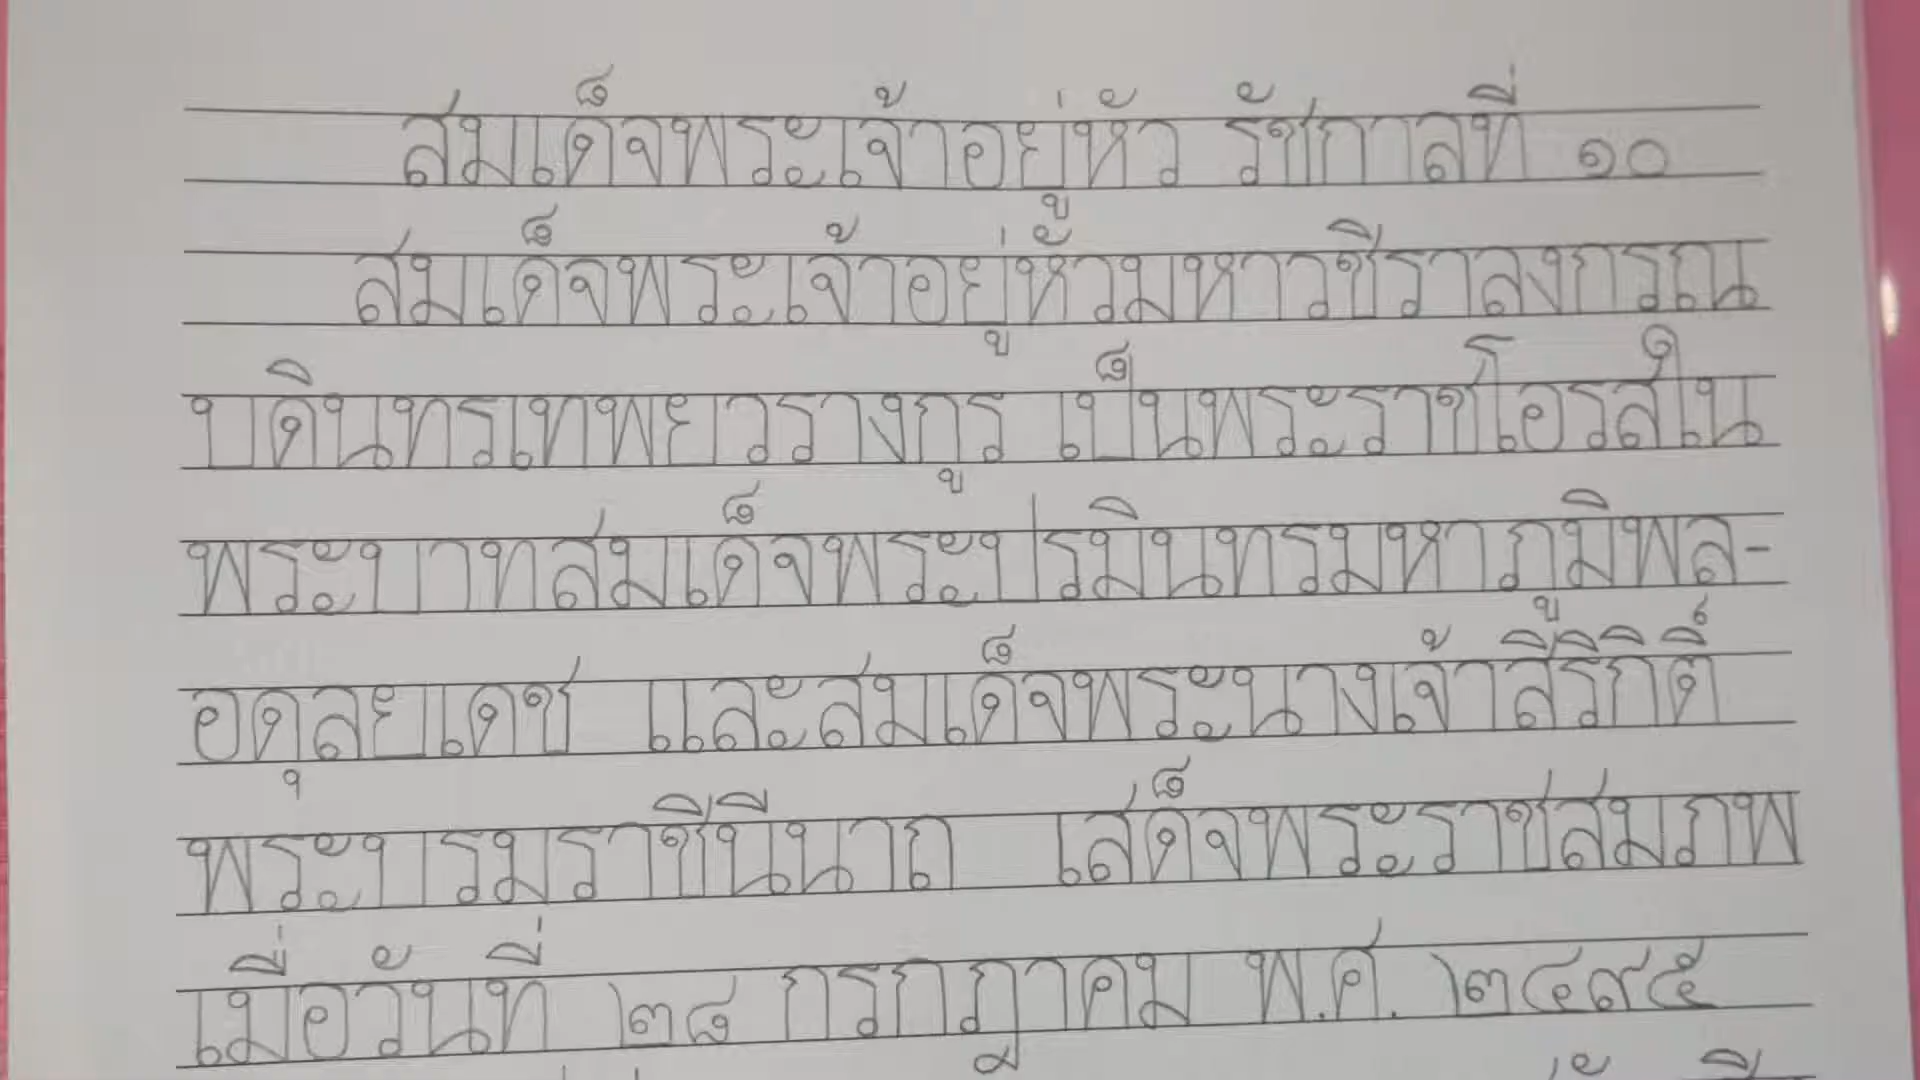 สมเด็จพระเจ้าอยู่หัว รัชกาลที่ ๑๐
สมเด็จพระเจ้าอยู่หัวมหาวชิราลงกรณ
บดินทรเทพยวรางกูร เป็นพระราชโอรสใน
พระบาทสมเด็จพระปรมินทรมหาภูมิพล-
อดุลยเดช และสมเด็จพระนางเจ้าสิริกิติ์
พระบรมราชินีนาถ เสด็จพระราชสมภพ
เมื่อวันที่ ๒๘ กรกฎาคม พ.ศ. ๒๔๙๕